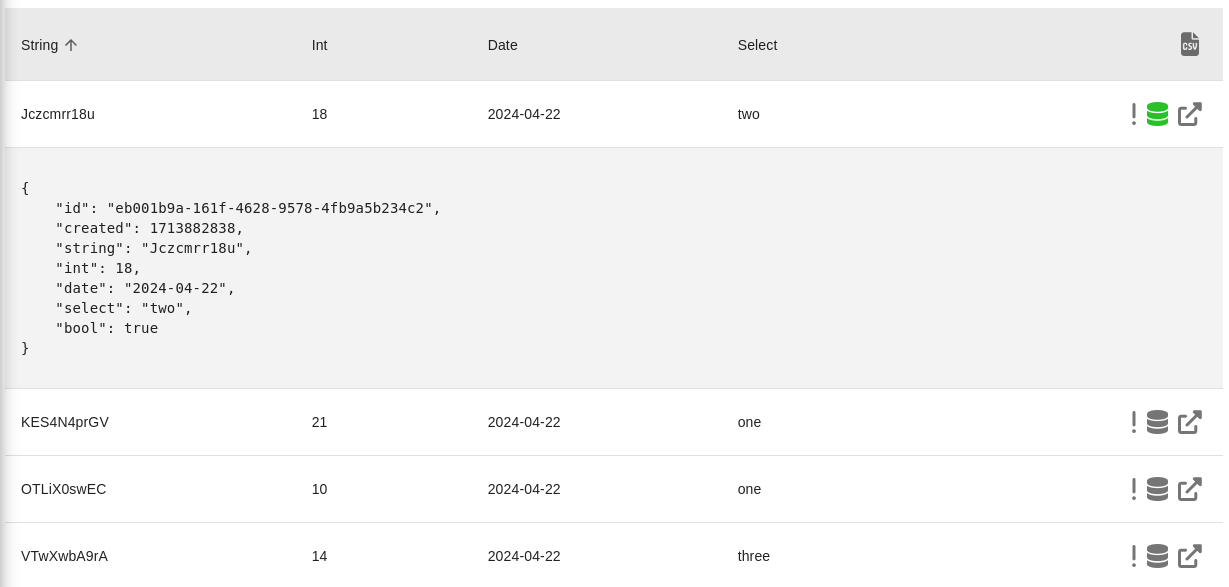 String Int Date Select CSV
Jczcmrr18u 18 2024-04-22 two
{
    "id": "eb001b9a-161f-4628-9578-4fb9a5b234c2",
    "created": 1713882838,
    "string": "Jczcmrr18u",
    "int": 18,
    "date": "2024-04-22",
    "select": "two",
    "bool": true
}
KES4N4prGV 21 2024-04-22 one
OTLiX0swEC 10 2024-04-22 one
VTwXwbA9rA 14 2024-04-22 three